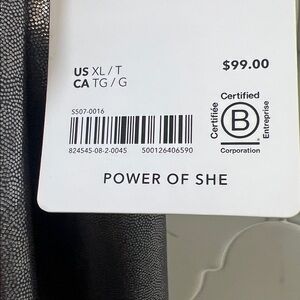 US XL / T
CA TG / G
$99.00
S507-0016
824545-08-2-0045 500126406590
Certified
Certifiée
B
Entreprise
Corporation
POWER OF SHE